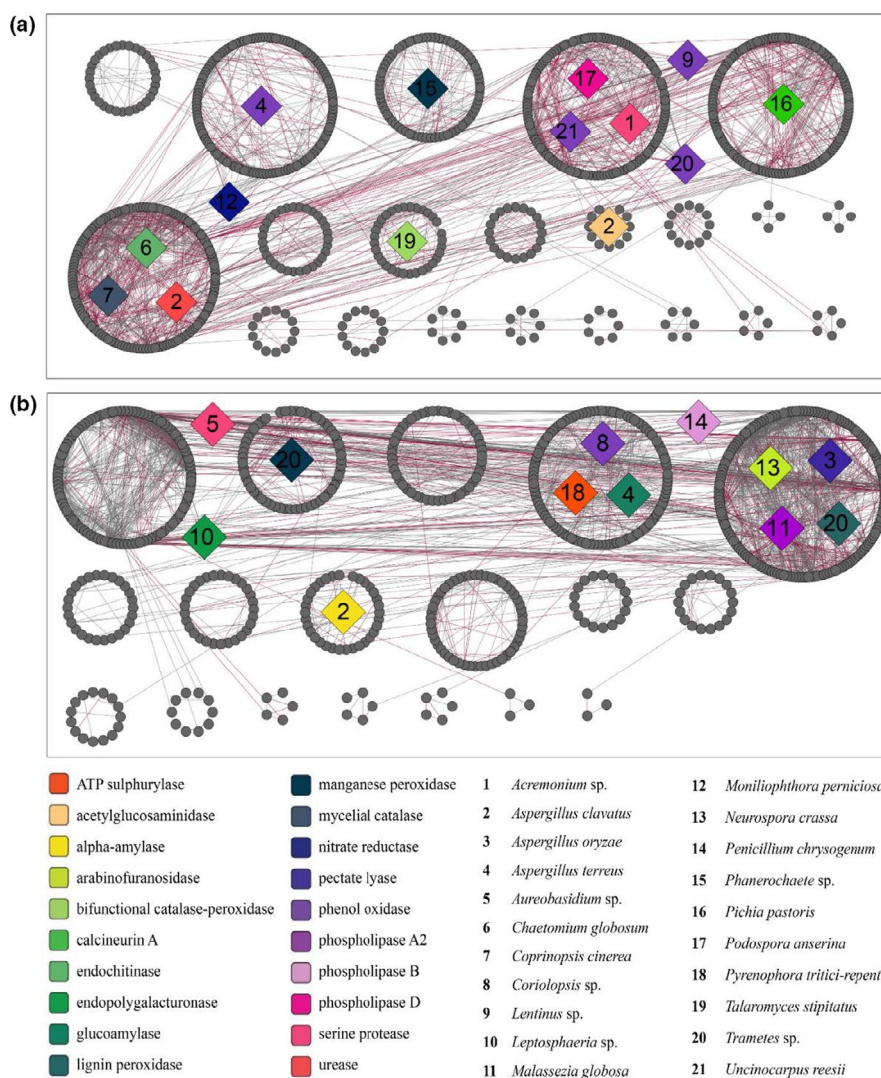 (a)
9
17
4
15
16
1
21
20
12
6
19
2
7
2
(b)
5
14
8
3
20
13
18
4
11
20
10
2
ATP sulphurylase
acetylglucosaminidase
alpha-amylase
arabinofuranosidase
bifunctional catalase-peroxidase
calcineurin A
endochitinase
endopolygalacturonase
glucoamylase
lignin peroxidase
manganese peroxidase
mycelial catalase
nitrate reductase
pectate lyase
phenol oxidase
phospholipase A2
phospholipase B
phospholipase D
serine protease
urease
1 Acremonium sp.
2 Aspergillus clavatus
3 Aspergillus oryzae
4 Aspergillus terreus
5 Aureobasidium sp.
6 Chaetomium globosum
7 Coprinopsis cinerea
8 Coriolopsis sp.
9 Lentinus sp.
10 Leptosphaeria sp.
11 Malassezia globosa
12 Moniliophthora perniciosa
13 Neurospora crassa
14 Penicillium chrysogenum
15 Phanerochaete sp.
16 Pichia pastoris
17 Podospora anserina
18 Pyrenophora tritici-repent
19 Talaromyces stipitatus
20 Trametes sp.
21 Uncinocarpus reesii